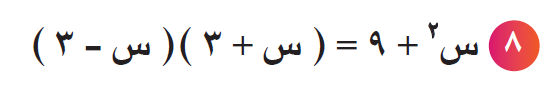 ٨ س٢ + ٩ = ( س + ٣ )( س – ٣ )